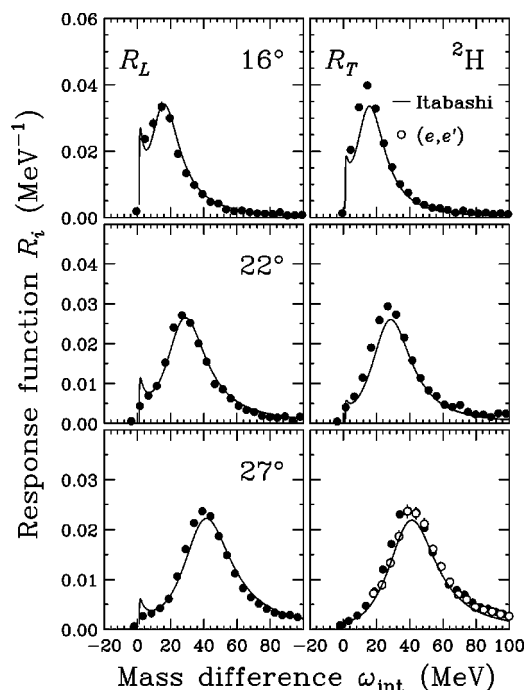 Response function R_i (MeV⁻¹)
0.06
R_L 16°
R_T ²H
0.04
— Itabashi
○ (e,e')
0.02
0.00
0.04
22°
0.03
0.02
0.01
0.00
27°
0.03
0.02
0.01
0.00
−20 0 20 40 60 80 −20 0 20 40 60 80 100
Mass difference ω_int (MeV)